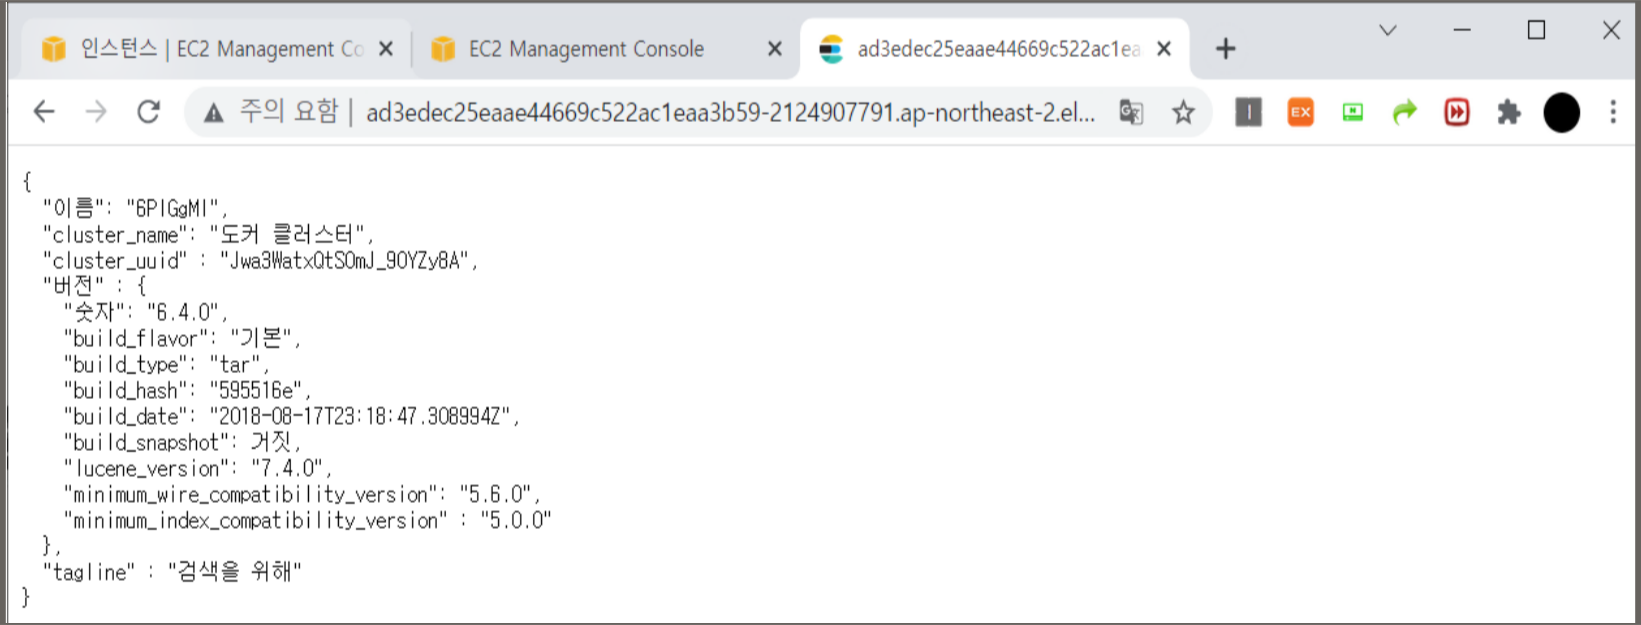 인스턴스 | EC2 Management Co
EC2 Management Console
ad3edec25eaae44669c522ac1ea
주의 요함 | ad3edec25eaae44669c522ac1eaa3b59-2124907791.ap-northeast-2.el...
EX
{
"이름": "6PIGgMI",
"cluster_name": "도커 클러스터",
"cluster_uuid" : "Jwa3WatxQtSOmJ_90YZy8A",
"버전" : {
"숫자": "6.4.0",
"build_flavor": "기본",
"build_type": "tar",
"build_hash": "595516e",
"build_date": "2018-08-17T23:18:47.308994Z",
"build_snapshot": 거짓,
"lucene_version": "7.4.0",
"minimum_wire_compatibility_version": "5.6.0",
"minimum_index_compatibility_version" : "5.0.0"
},
"tagline" : "검색을 위해"
}